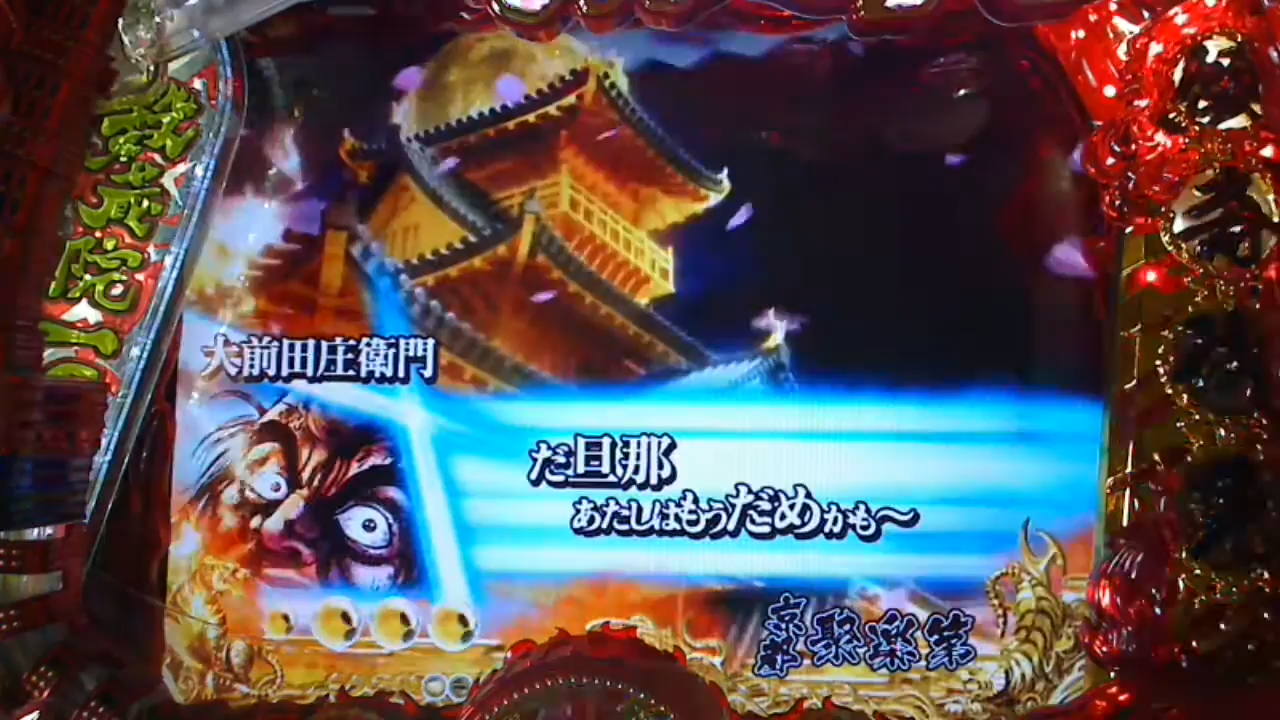 大前田庄衛門
だ旦那
あたしはもうだめかも～
京都
聚楽第